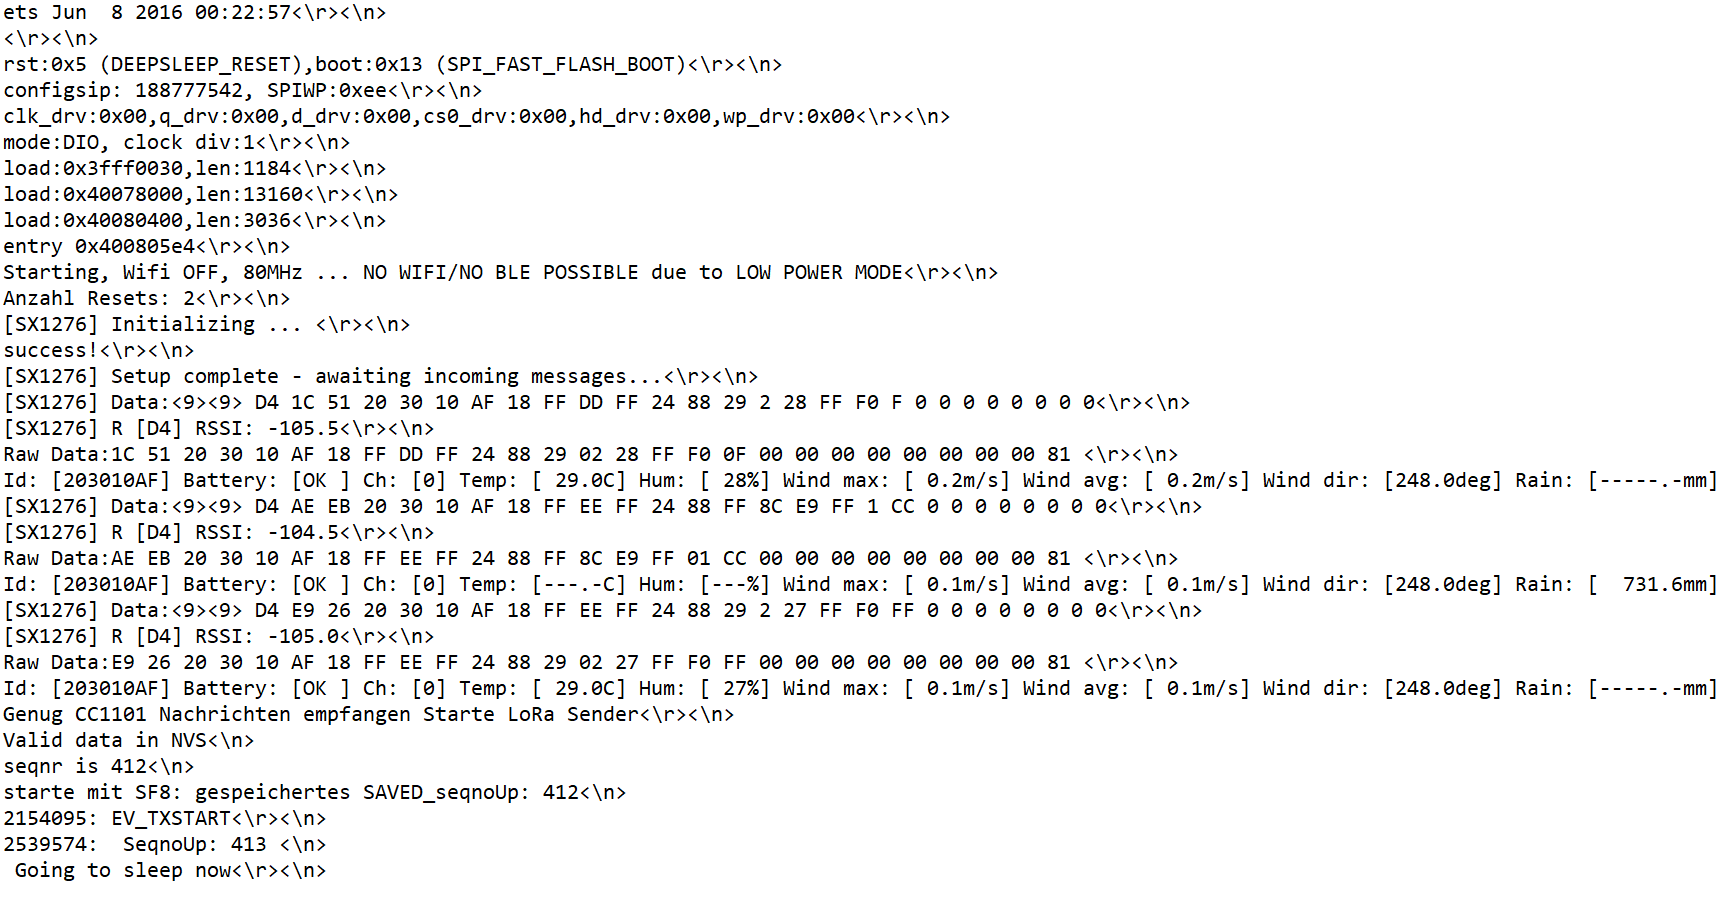 ets Jun  8 2016 00:22:57<\r><\n>
<\r><\n>
rst:0x5 (DEEPSLEEP_RESET),boot:0x13 (SPI_FAST_FLASH_BOOT)<\r><\n>
configsip: 188777542, SPIWP:0xee<\r><\n>
clk_drv:0x00,q_drv:0x00,d_drv:0x00,cs0_drv:0x00,hd_drv:0x00,wp_drv:0x00<\r><\n>
mode:DIO, clock div:1<\r><\n>
load:0x3fff0030,len:1184<\r><\n>
load:0x40078000,len:13160<\r><\n>
load:0x40080400,len:3036<\r><\n>
entry 0x400805e4<\r><\n>
Starting, Wifi OFF, 80MHz ... NO WIFI/NO BLE POSSIBLE due to LOW POWER MODE<\r><\n>
Anzahl Resets: 2<\r><\n>
[SX1276] Initializing ... <\r><\n>
success!<\r><\n>
[SX1276] Setup complete - awaiting incoming messages...<\r><\n>
[SX1276] Data:<9><9> D4 1C 51 20 30 10 AF 18 FF DD FF 24 88 29 2 28 FF F0 F 0 0 0 0 0 0 0 0<\r><\n>
[SX1276] R [D4] RSSI: -105.5<\r><\n>
Raw Data:1C 51 20 30 10 AF 18 FF DD FF 24 88 29 02 28 FF F0 0F 00 00 00 00 00 00 00 00 81 <\r><\n>
Id: [203010AF] Battery: [OK ] Ch: [0] Temp: [ 29.0C] Hum: [ 28%] Wind max: [ 0.2m/s] Wind avg: [ 0.2m/s] Wind dir: [248.0deg] Rain: [-----.-mm]
[SX1276] Data:<9><9> D4 AE EB 20 30 10 AF 18 FF EE FF 24 88 FF 8C E9 FF 1 CC 0 0 0 0 0 0 0 0<\r><\n>
[SX1276] R [D4] RSSI: -104.5<\r><\n>
Raw Data:AE EB 20 30 10 AF 18 FF EE FF 24 88 FF 8C E9 FF 01 CC 00 00 00 00 00 00 00 00 81 <\r><\n>
Id: [203010AF] Battery: [OK ] Ch: [0] Temp: [---.-C] Hum: [---%] Wind max: [ 0.1m/s] Wind avg: [ 0.1m/s] Wind dir: [248.0deg] Rain: [  731.6mm]
[SX1276] Data:<9><9> D4 E9 26 20 30 10 AF 18 FF EE FF 24 88 29 2 27 FF F0 FF 0 0 0 0 0 0 0 0<\r><\n>
[SX1276] R [D4] RSSI: -105.0<\r><\n>
Raw Data:E9 26 20 30 10 AF 18 FF EE FF 24 88 29 02 27 FF F0 FF 00 00 00 00 00 00 00 00 81 <\r><\n>
Id: [203010AF] Battery: [OK ] Ch: [0] Temp: [ 29.0C] Hum: [ 27%] Wind max: [ 0.1m/s] Wind avg: [ 0.1m/s] Wind dir: [248.0deg] Rain: [-----.-mm]
Genug CC1101 Nachrichten empfangen Starte LoRa Sender<\r><\n>
Valid data in NVS<\n>
seqnr is 412<\n>
starte mit SF8: gespeichertes SAVED_seqnoUp: 412<\n>
2154095: EV_TXSTART<\r><\n>
2539574:  SeqnoUp: 413 <\n>
 Going to sleep now<\r><\n>